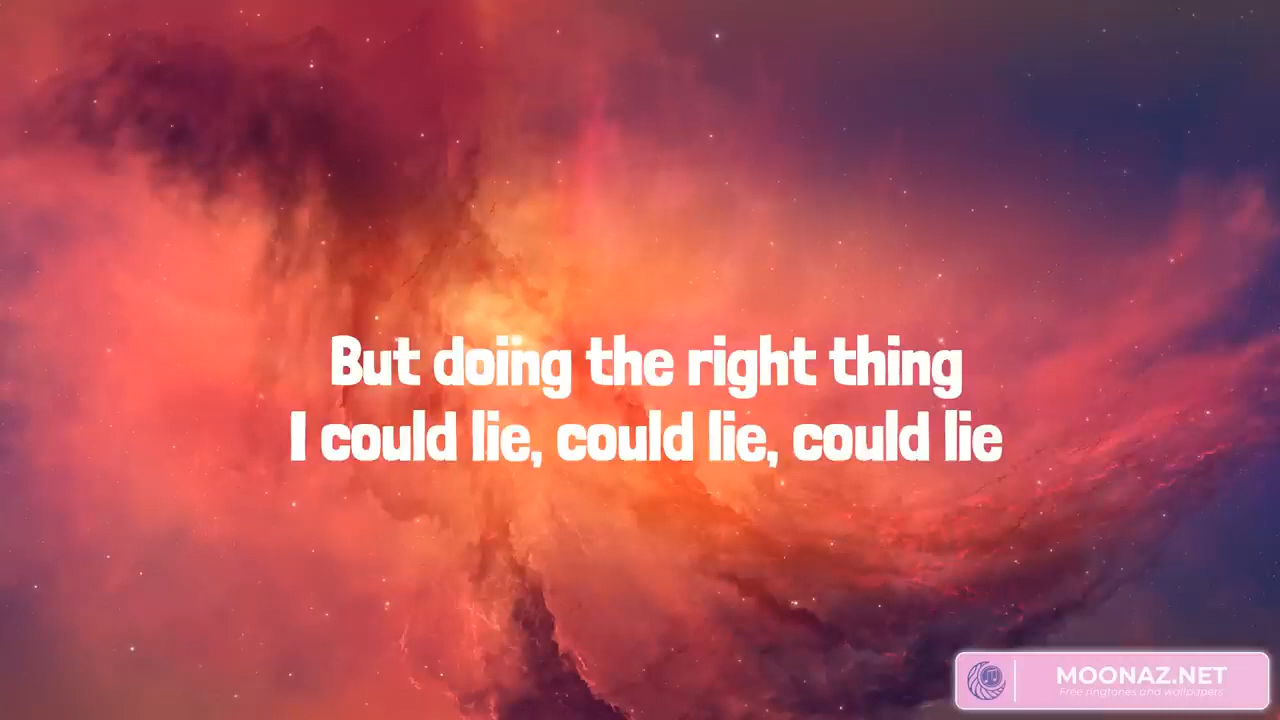 But doing the right thing
I could lie, could lie, could lie
MOONAZ.NET
Free ringtones and wallpapers